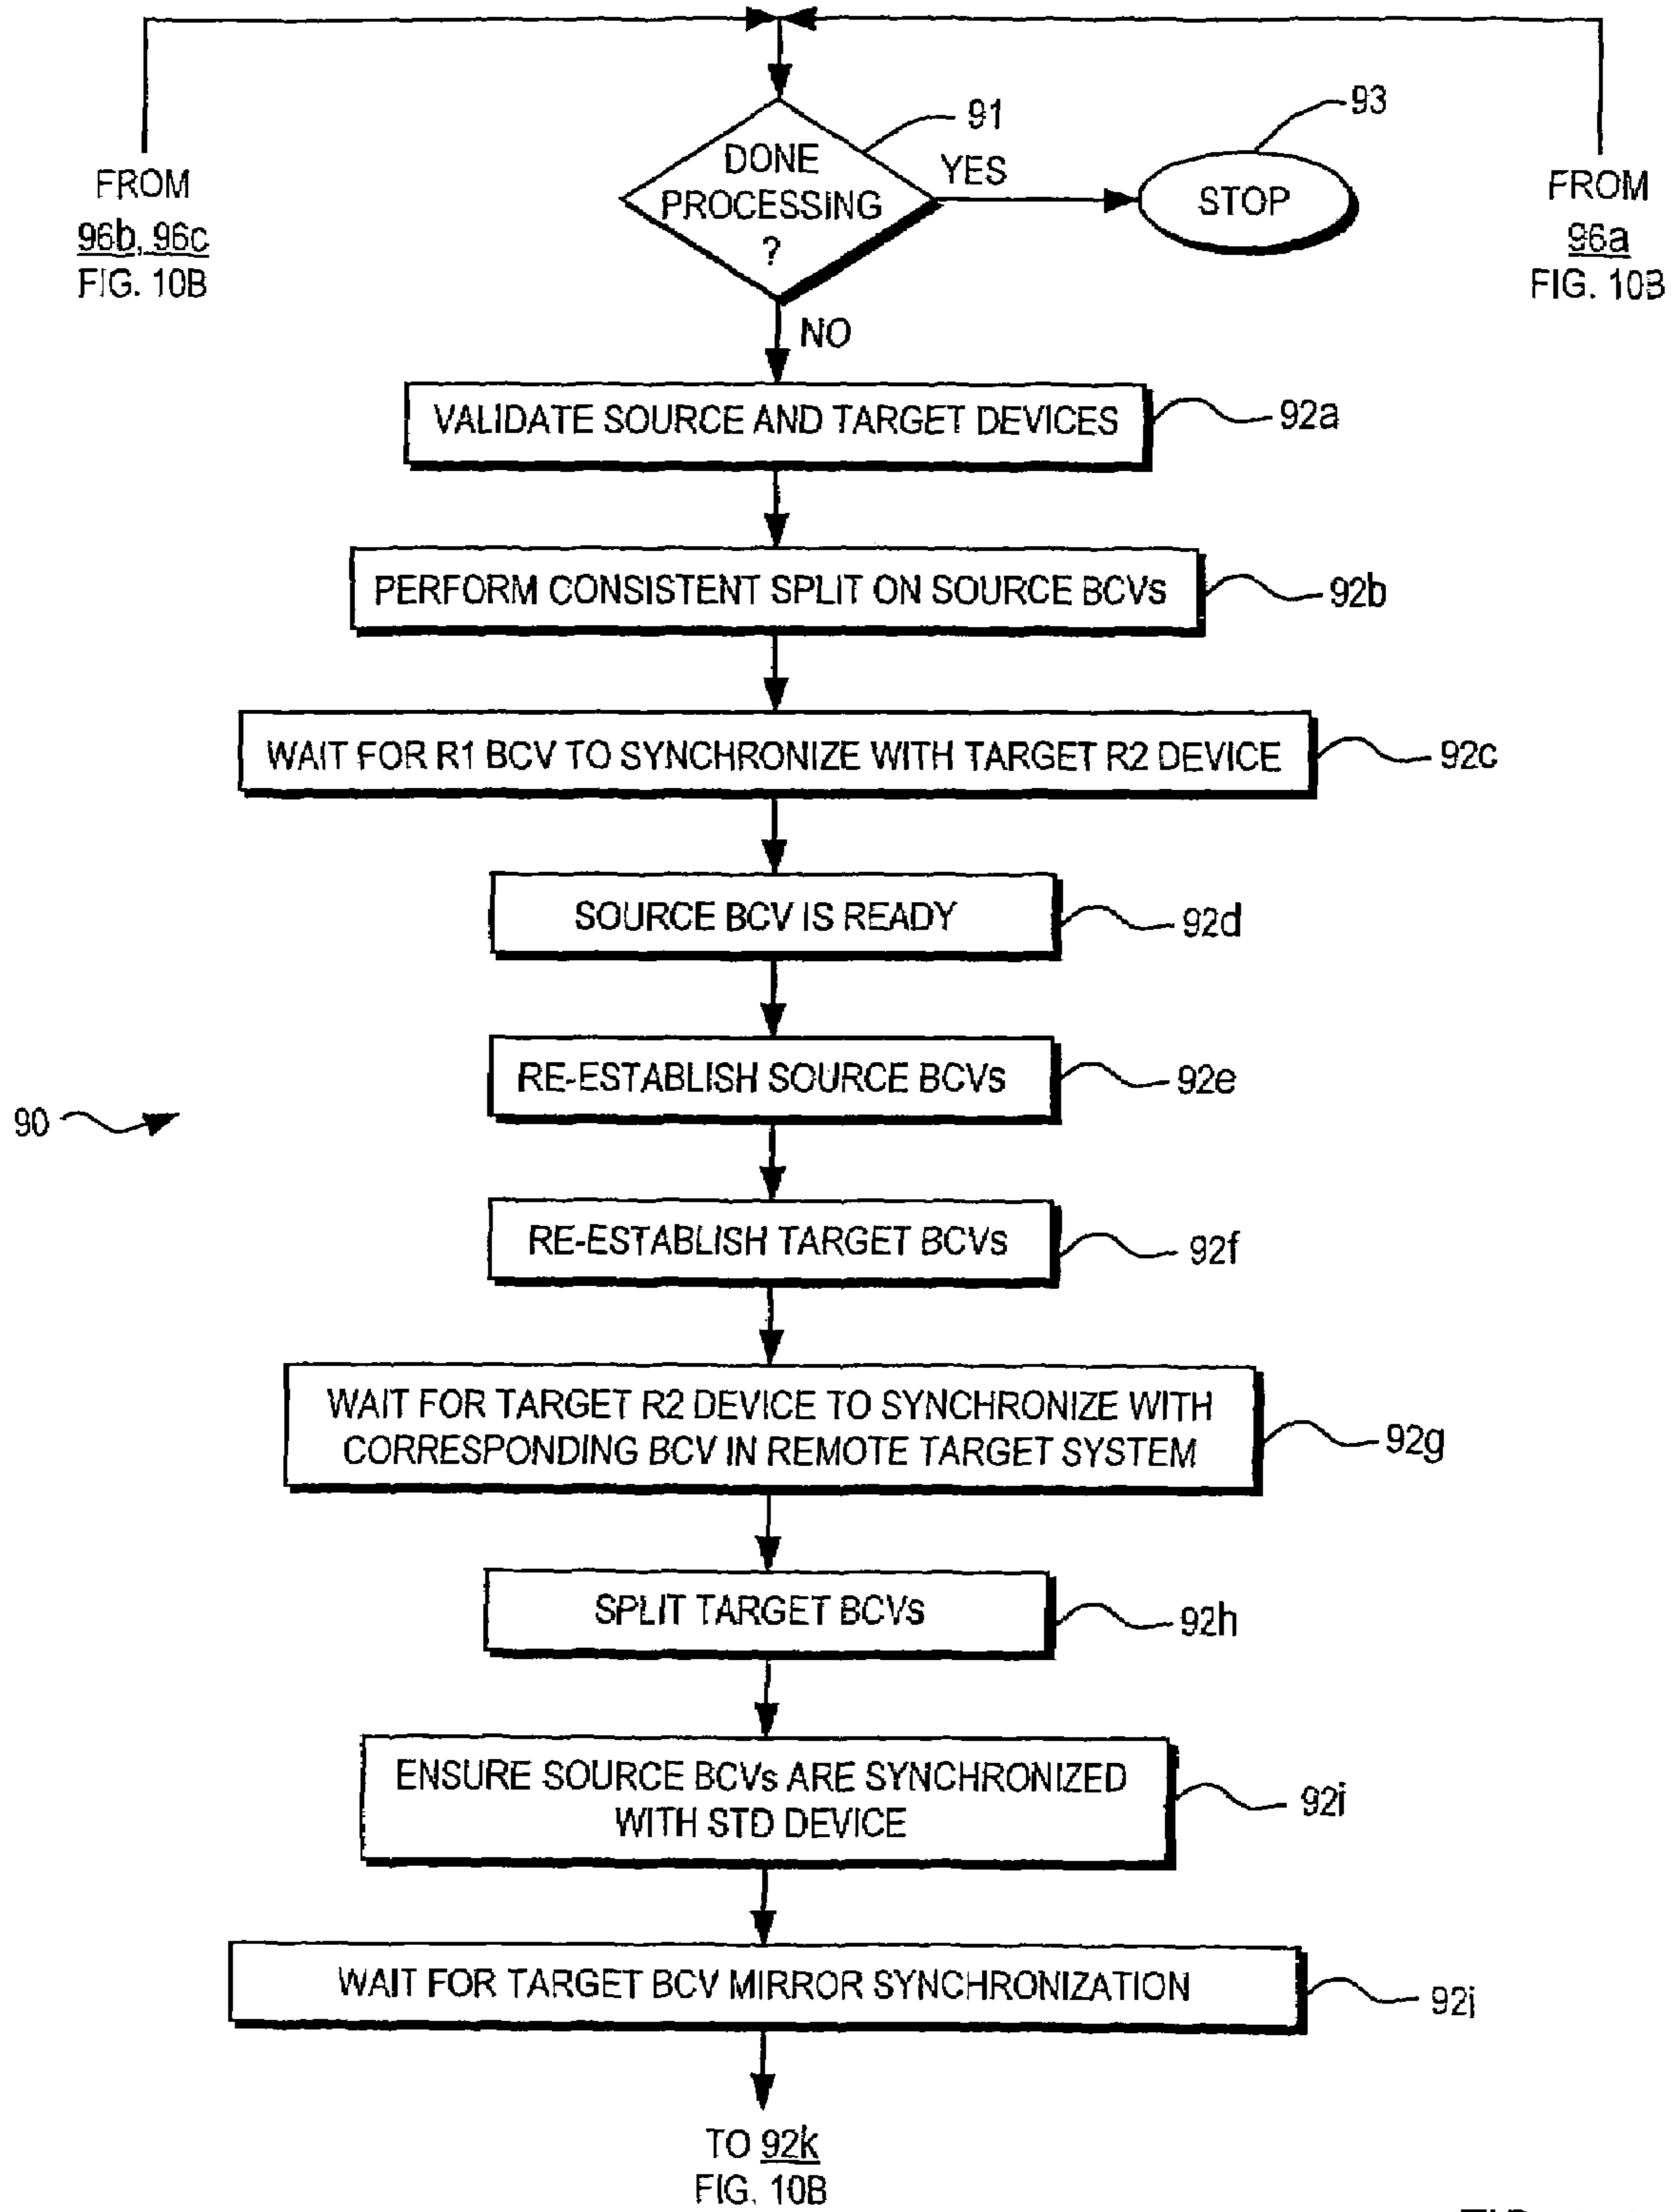 91
93
DONE
PROCESSING
?
YES
STOP
FROM
96b, 96c
FIG. 10B
FROM
96a
FIG. 10B
NO
VALIDATE SOURCE AND TARGET DEVICES
92a
PERFORM CONSISTENT SPLIT ON SOURCE BCVs
92b
WAIT FOR R1 BCV TO SYNCHRONIZE WITH TARGET R2 DEVICE
92c
SOURCE BCV IS READY
92d
RE-ESTABLISH SOURCE BCVs
92e
90
RE-ESTABLISH TARGET BCVs
92f
WAIT FOR TARGET R2 DEVICE TO SYNCHRONIZE WITH
CORRESPONDING BCV IN REMOTE TARGET SYSTEM
92g
SPLIT TARGET BCVs
92h
ENSURE SOURCE BCVs ARE SYNCHRONIZED
WITH STD DEVICE
92i
WAIT FOR TARGET BCV MIRROR SYNCHRONIZATION
92j
TO 92k
FIG. 10B